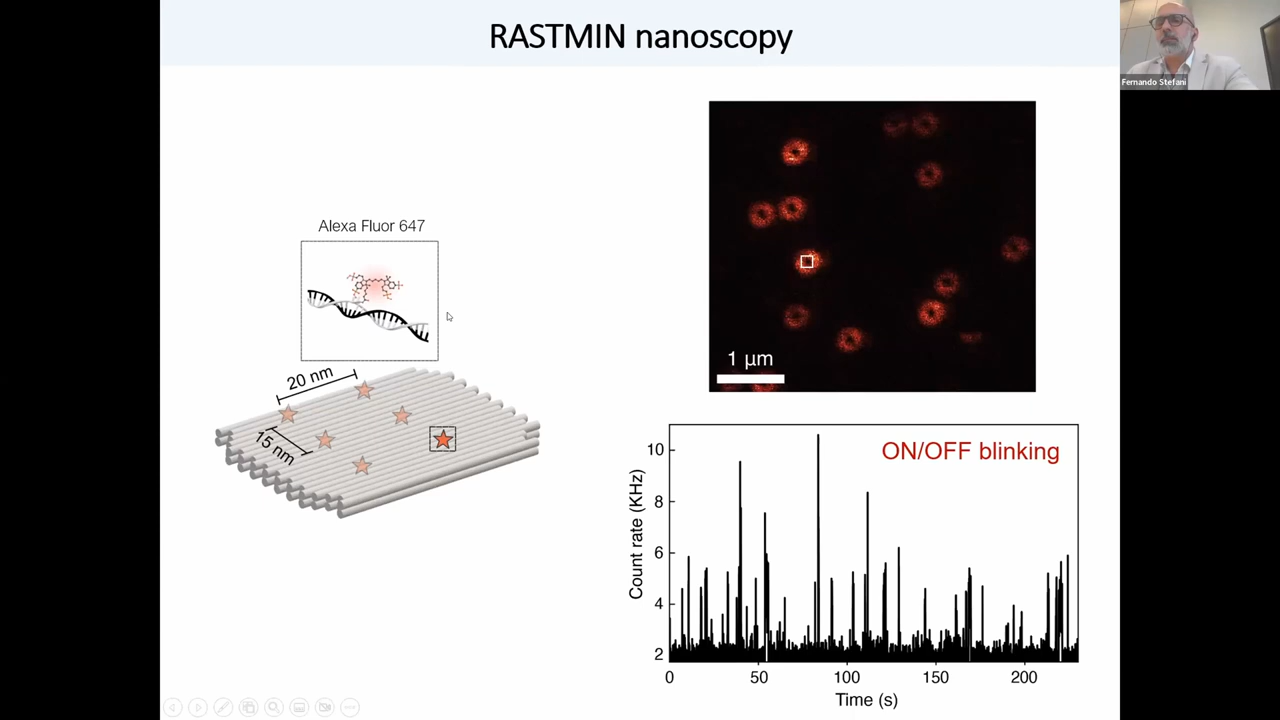 RASTMIN nanoscopy
Fernando Stefani
Alexa Fluor 647
20 nm
15 nm
1 µm
ON/OFF blinking
Count rate (KHz)
10
8
6
4
2
0
50
100
150
200
Time (s)